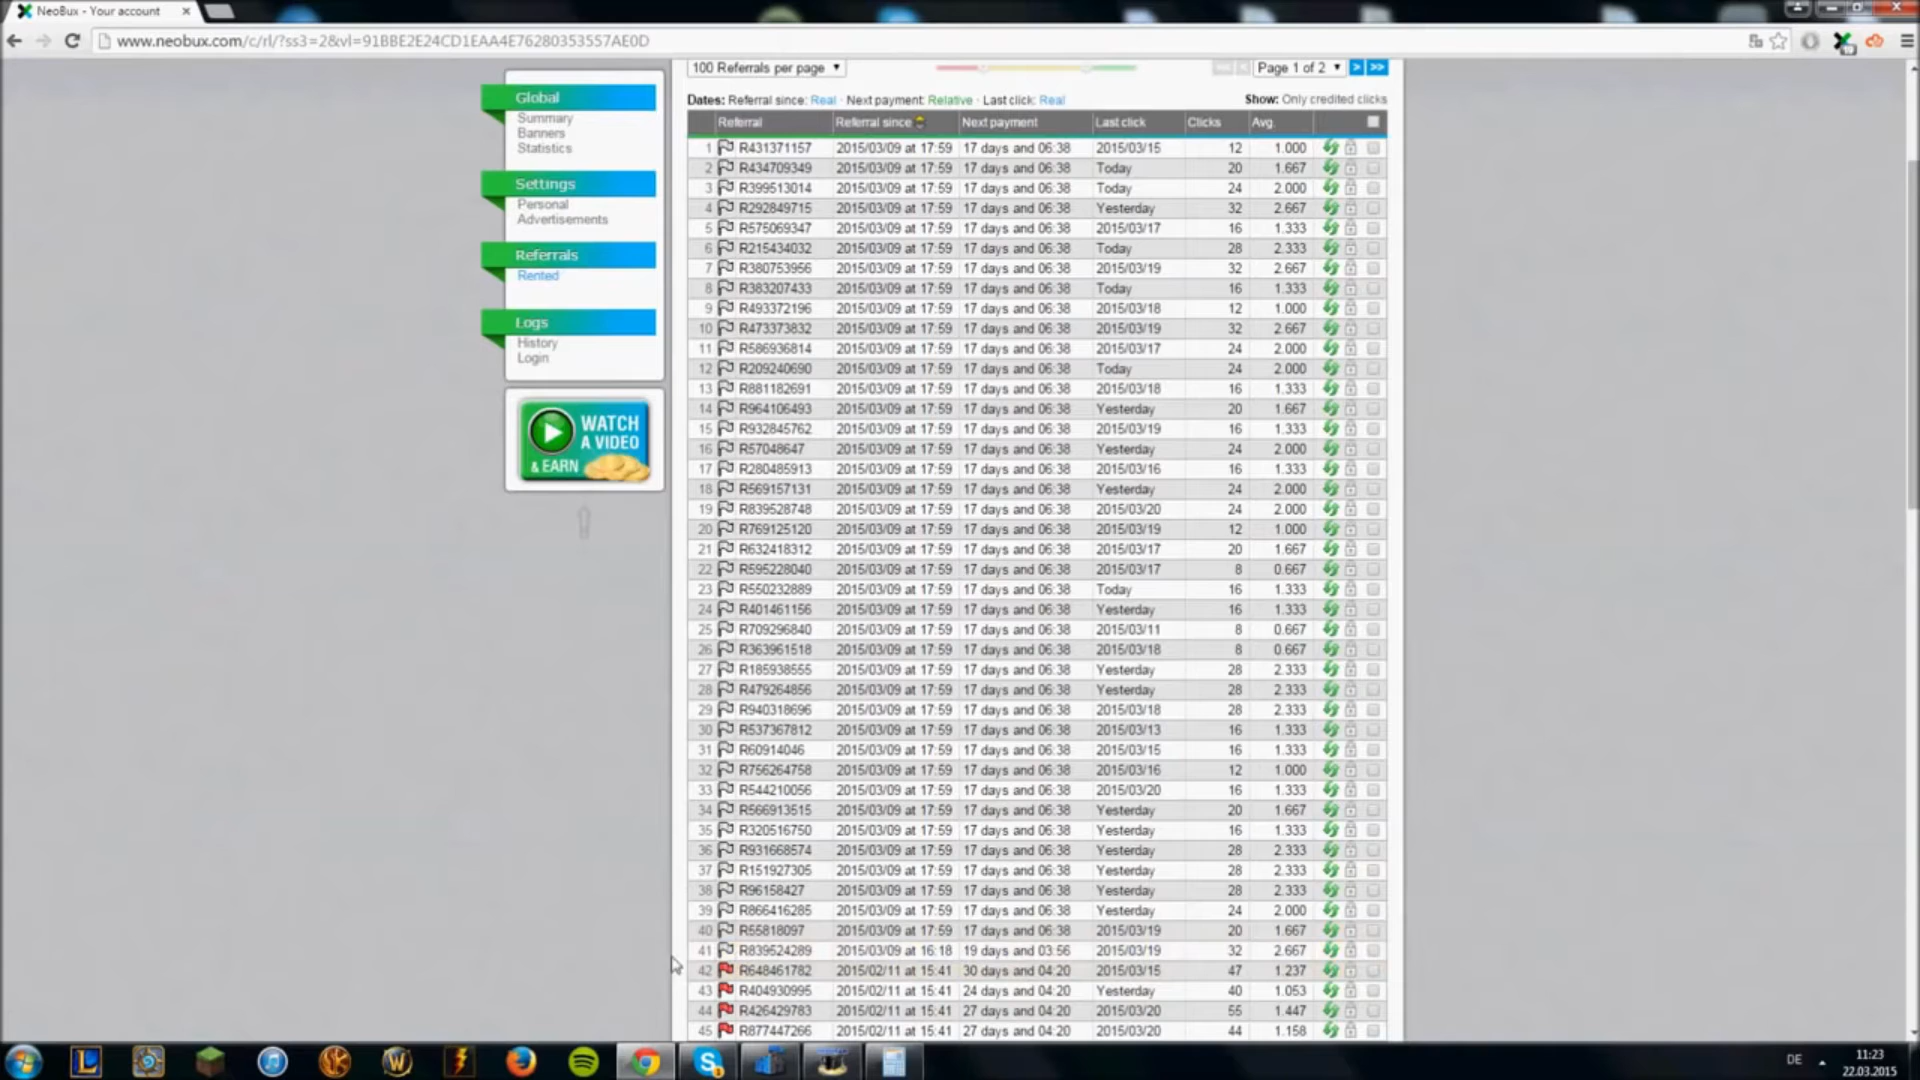 NeoBux - Your account
www.neobux.com/c/rl/?ss3=2&vl=91BBE2E24CD1EAA4E76280353557AE0D
Global
Summary
Banners
Statistics
Settings
Personal
Advertisements
Referrals
Rented
Logs
History
Login
WATCH
A VIDEO
& EARN
100 Referrals per page Page 1 of 2 > >>
Dates: Referral since: Real · Next payment: Relative · Last click: Real Show: Only credited clicks
Referral Referral since Next payment Last click Clicks Avg.
1 R431371157 2015/03/09 at 17:59 17 days and 06:38 2015/03/15 12 1.000
2 R434709349 2015/03/09 at 17:59 17 days and 06:38 Today 20 1.667
3 R399513014 2015/03/09 at 17:59 17 days and 06:38 Today 24 2.000
4 R292849715 2015/03/09 at 17:59 17 days and 06:38 Yesterday 32 2.667
5 R575069347 2015/03/09 at 17:59 17 days and 06:38 2015/03/17 16 1.333
6 R215434032 2015/03/09 at 17:59 17 days and 06:38 Today 28 2.333
7 R380753956 2015/03/09 at 17:59 17 days and 06:38 2015/03/19 32 2.667
8 R383207433 2015/03/09 at 17:59 17 days and 06:38 Today 16 1.333
9 R493372196 2015/03/09 at 17:59 17 days and 06:38 2015/03/18 12 1.000
10 R473373832 2015/03/09 at 17:59 17 days and 06:38 2015/03/19 32 2.667
11 R586936814 2015/03/09 at 17:59 17 days and 06:38 2015/03/17 24 2.000
12 R209240690 2015/03/09 at 17:59 17 days and 06:38 Today 24 2.000
13 R881182691 2015/03/09 at 17:59 17 days and 06:38 2015/03/18 16 1.333
14 R964106493 2015/03/09 at 17:59 17 days and 06:38 Yesterday 20 1.667
15 R932845762 2015/03/09 at 17:59 17 days and 06:38 2015/03/19 16 1.333
16 R57048647 2015/03/09 at 17:59 17 days and 06:38 Yesterday 24 2.000
17 R280485913 2015/03/09 at 17:59 17 days and 06:38 2015/03/16 16 1.333
18 R569157131 2015/03/09 at 17:59 17 days and 06:38 Yesterday 24 2.000
19 R839528748 2015/03/09 at 17:59 17 days and 06:38 2015/03/20 24 2.000
20 R769125120 2015/03/09 at 17:59 17 days and 06:38 2015/03/19 12 1.000
21 R632418312 2015/03/09 at 17:59 17 days and 06:38 2015/03/17 20 1.667
22 R595228040 2015/03/09 at 17:59 17 days and 06:38 2015/03/17 8 0.667
23 R550232889 2015/03/09 at 17:59 17 days and 06:38 Today 16 1.333
24 R401461156 2015/03/09 at 17:59 17 days and 06:38 Yesterday 16 1.333
25 R709296840 2015/03/09 at 17:59 17 days and 06:38 2015/03/11 8 0.667
26 R363961518 2015/03/09 at 17:59 17 days and 06:38 2015/03/18 8 0.667
27 R185938555 2015/03/09 at 17:59 17 days and 06:38 Yesterday 28 2.333
28 R479264856 2015/03/09 at 17:59 17 days and 06:38 Yesterday 28 2.333
29 R940318696 2015/03/09 at 17:59 17 days and 06:38 2015/03/18 28 2.333
30 R537367812 2015/03/09 at 17:59 17 days and 06:38 2015/03/13 16 1.333
31 R60914046 2015/03/09 at 17:59 17 days and 06:38 2015/03/15 16 1.333
32 R756264758 2015/03/09 at 17:59 17 days and 06:38 2015/03/16 12 1.000
33 R544210056 2015/03/09 at 17:59 17 days and 06:38 2015/03/20 16 1.333
34 R566913515 2015/03/09 at 17:59 17 days and 06:38 Yesterday 20 1.667
35 R320516750 2015/03/09 at 17:59 17 days and 06:38 Yesterday 16 1.333
36 R931668574 2015/03/09 at 17:59 17 days and 06:38 Yesterday 28 2.333
37 R151927305 2015/03/09 at 17:59 17 days and 06:38 Yesterday 28 2.333
38 R96158427 2015/03/09 at 17:59 17 days and 06:38 Yesterday 28 2.333
39 R866416285 2015/03/09 at 17:59 17 days and 06:38 Yesterday 24 2.000
40 R55818097 2015/03/09 at 17:59 17 days and 06:38 2015/03/19 20 1.667
41 R839524289 2015/03/09 at 16:18 19 days and 03:56 2015/03/19 32 2.667
42 R648461782 2015/02/11 at 15:41 30 days and 04:20 2015/03/15 47 1.237
43 R404930995 2015/02/11 at 15:41 24 days and 04:20 Yesterday 40 1.053
44 R426429783 2015/02/11 at 15:41 27 days and 04:20 2015/03/20 55 1.447
45 R877447266 2015/02/11 at 15:41 27 days and 04:20 2015/03/20 44 1.158
DE
11:23
22.03.2015